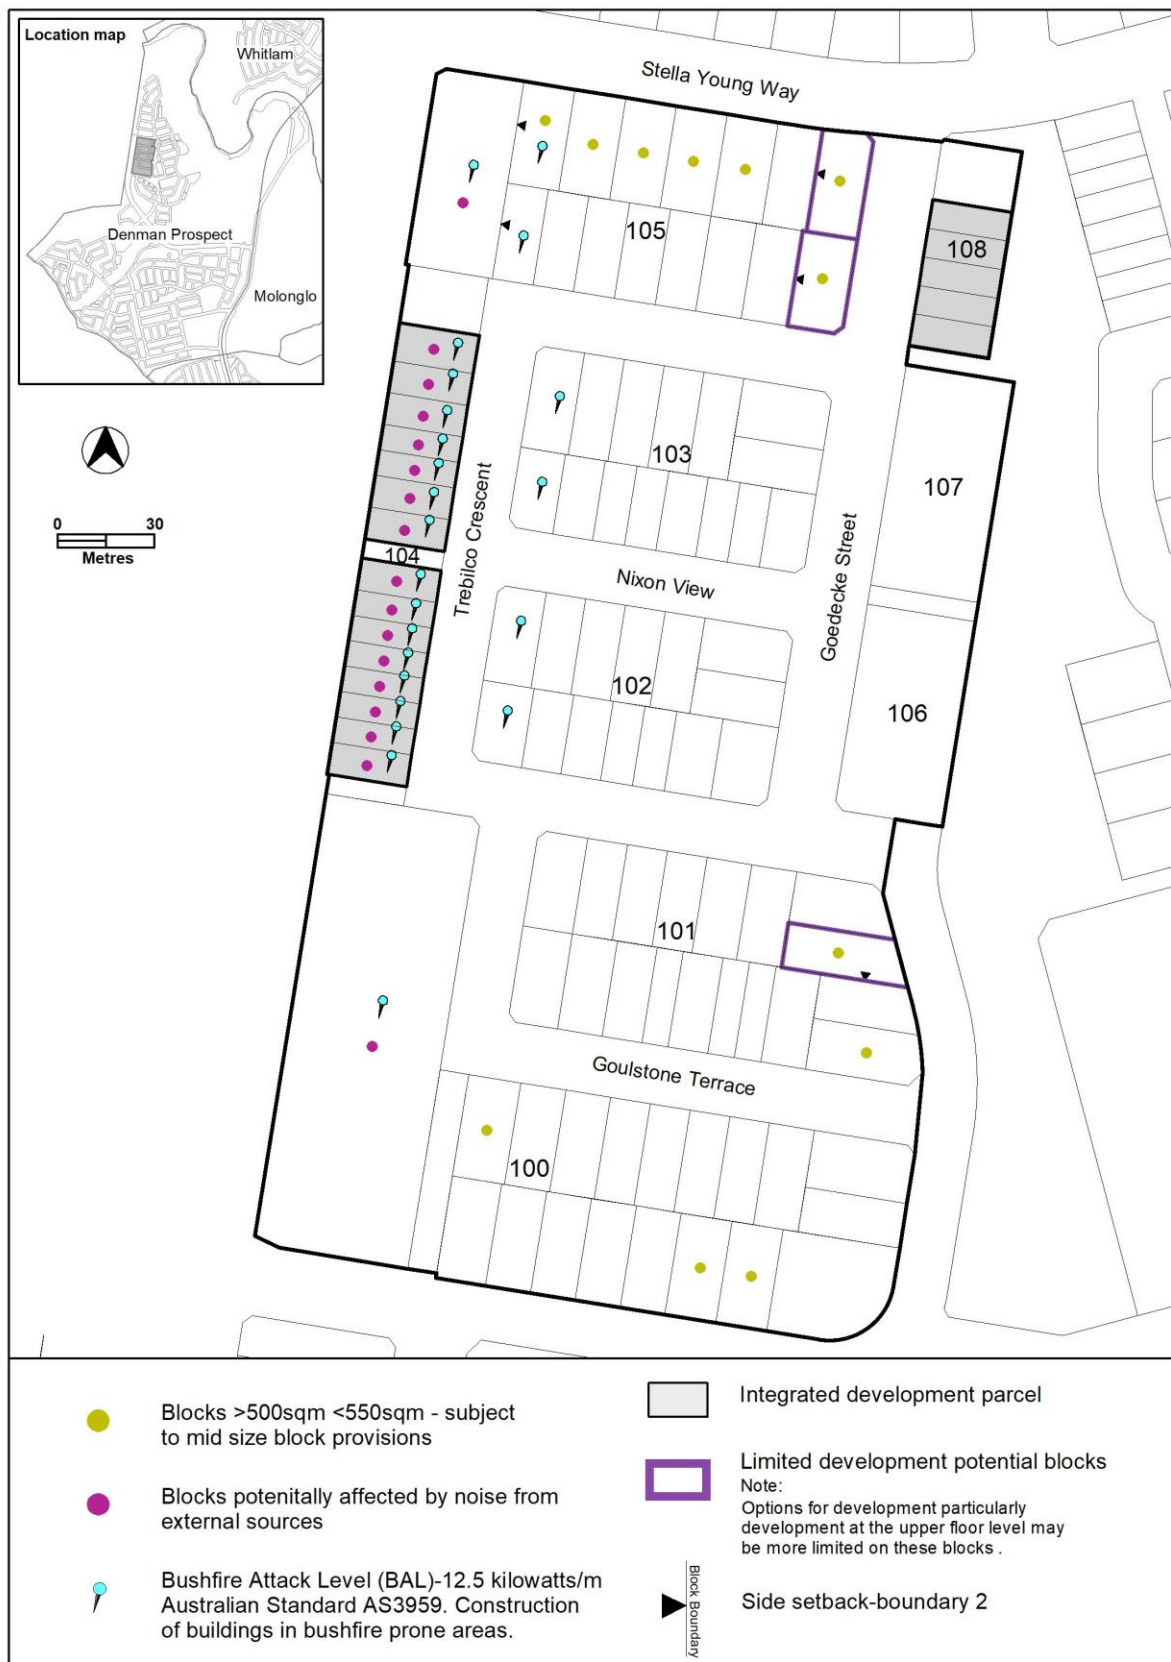 Location map
Whitlam
Denman Prospect
Molonglo
Stella Young Way
105
108
103
107
104
Trebilco Crescent
Nixon View
Goedecke Street
102
106
101
Goulstone Terrace
100
0 30
Metres
Blocks >500sqm <550sqm - subject
to mid size block provisions
Blocks potenitally affected by noise from
external sources
Bushfire Attack Level (BAL)-12.5 kilowatts/m
Australian Standard AS3959. Construction
of buildings in bushfire prone areas.
Integrated development parcel
Limited development potential blocks
Note:
Options for development particularly
development at the upper floor level may
be more limited on these blocks .
Block Boundary
Side setback-boundary 2